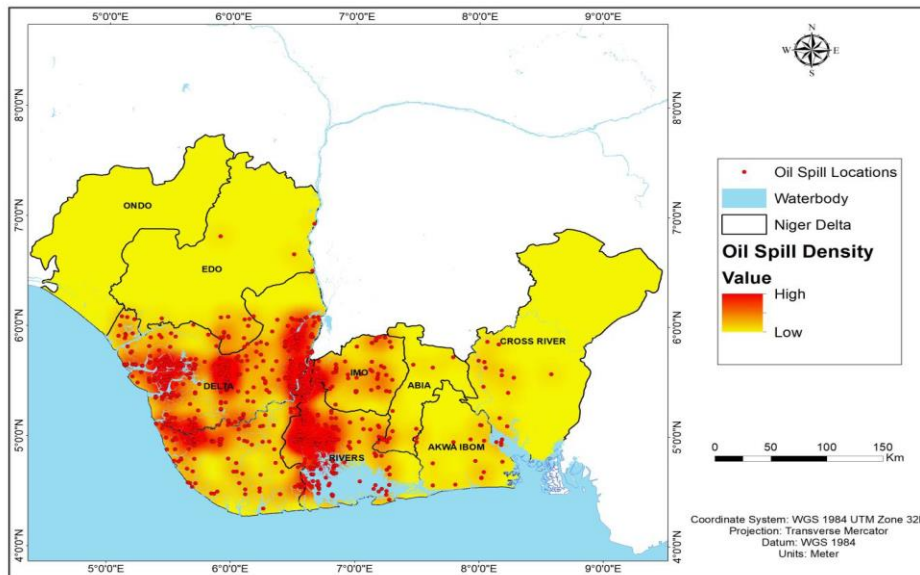 5°0'0"E 6°0'0"E 7°0'0"E 8°0'0"E 9°0'0"E
N
W E
S
8°0'0"N 8°0'0"N
7°0'0"N 7°0'0"N
6°0'0"N 6°0'0"N
5°0'0"N 5°0'0"N
4°0'0"N 4°0'0"N
ONDO
EDO
DELTA
IMO
ABIA
CROSS RIVER
AKWA IBOM
RIVERS
Oil Spill Locations
Waterbody
Niger Delta
Oil Spill Density
Value
High
Low
0 50 100 150
Km
Coordinate System: WGS 1984 UTM Zone 32
Projection: Transverse Mercator
Datum: WGS 1984
Units: Meter
5°0'0"E 6°0'0"E 7°0'0"E 8°0'0"E 9°0'0"E